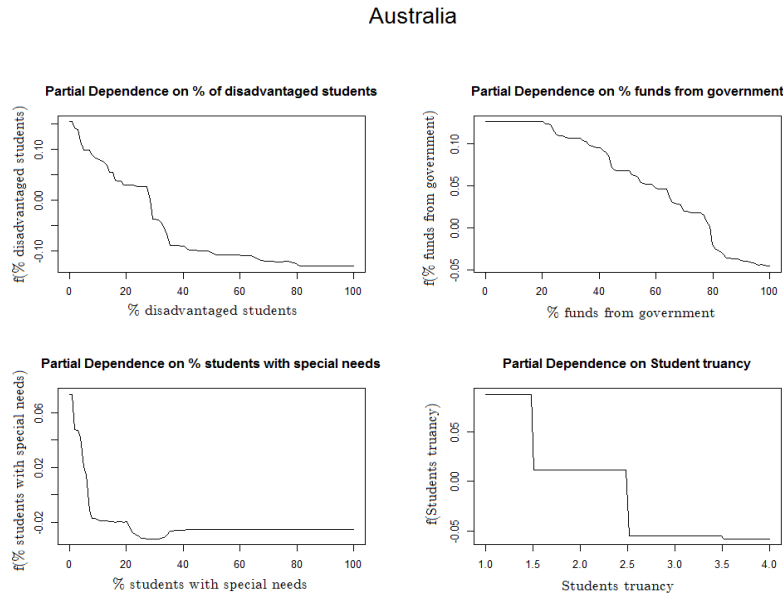 Australia
Partial Dependence on % of disadvantaged students
f(% disadvantaged students)
0.10
0.00
-0.10
0 20 40 60 80 100
% disadvantaged students
Partial Dependence on % funds from government
f(% funds from government)
0.10
0.05
0.00
-0.05
0 20 40 60 80 100
% funds from government
Partial Dependence on % students with special needs
f(% students with special needs)
0.06
0.02
-0.02
0 20 40 60 80 100
% students with special needs
Partial Dependence on Student truancy
f(Students truancy)
0.05
0.00
-0.05
1.0 1.5 2.0 2.5 3.0 3.5 4.0
Students truancy